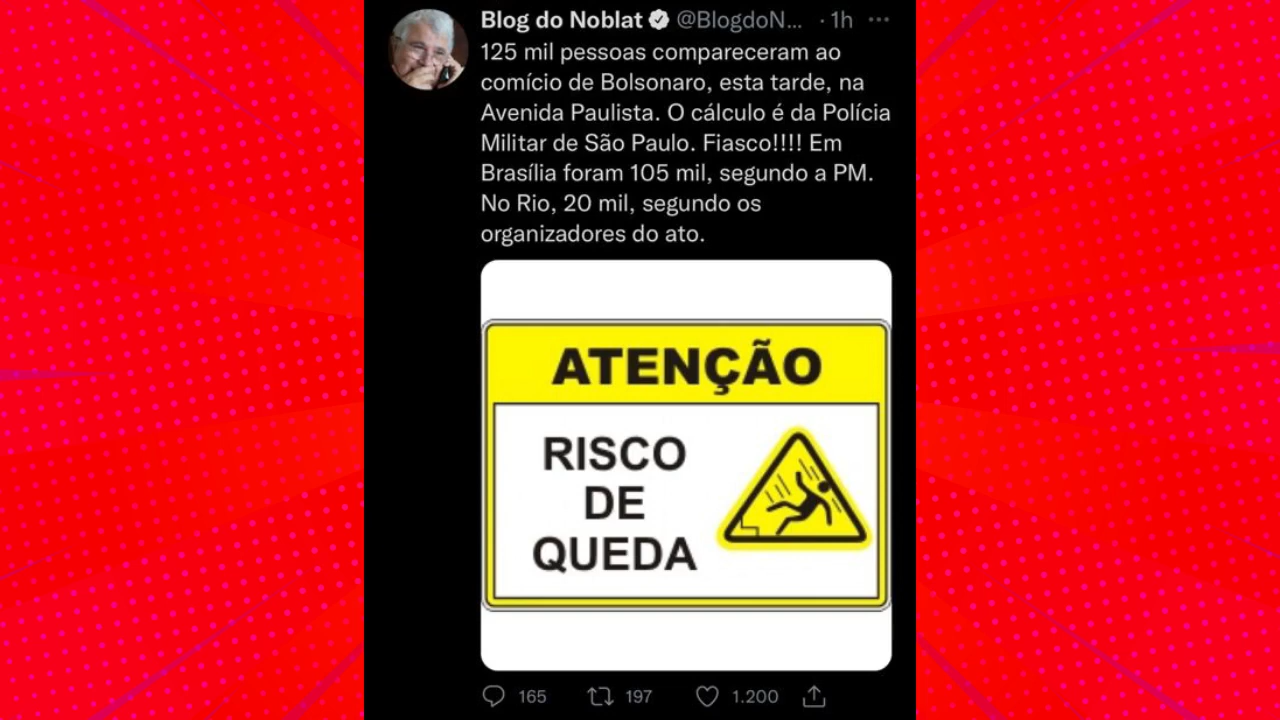 Blog do Noblat @BlogdoN... · 1h
125 mil pessoas compareceram ao
comício de Bolsonaro, esta tarde, na
Avenida Paulista. O cálculo é da Polícia
Militar de São Paulo. Fiasco!!!! Em
Brasília foram 105 mil, segundo a PM.
No Rio, 20 mil, segundo os
organizadores do ato.
ATENÇÃO
RISCO
DE
QUEDA
165 197 1.200